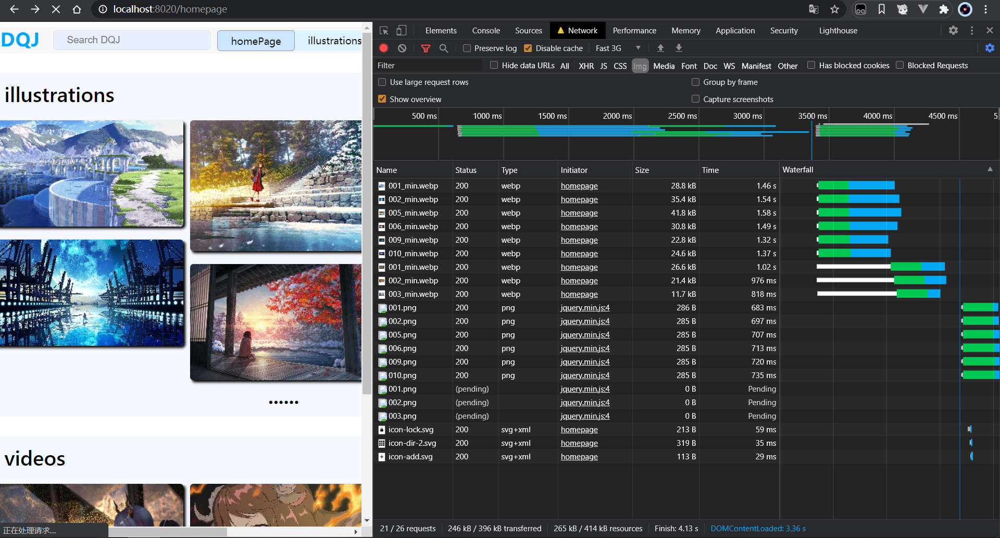 localhost:8020/homepage
DQJ
Search DQJ
homePage
illustrations
illustrations
••••••
videos
正在处理请求...
Elements Console Sources Network Performance Memory Application Security Lighthouse
Preserve log Disable cache Fast 3G
Filter Hide data URLs All XHR JS CSS Img Media Font Doc WS Manifest Other Has blocked cookies Blocked Requests
Use large request rows Group by frame
Show overview Capture screenshots
500 ms 1000 ms 1500 ms 2000 ms 2500 ms 3000 ms 3500 ms 4000 ms 4500 ms 5
Name Status Type Initiator Size Time Waterfall
001_min.webp 200 webp homepage 28.8 kB 1.46 s
002_min.webp 200 webp homepage 35.4 kB 1.54 s
005_min.webp 200 webp homepage 41.8 kB 1.58 s
006_min.webp 200 webp homepage 30.8 kB 1.49 s
009_min.webp 200 webp homepage 22.8 kB 1.32 s
010_min.webp 200 webp homepage 24.6 kB 1.37 s
001_min.webp 200 webp homepage 26.6 kB 1.02 s
002_min.webp 200 webp homepage 21.4 kB 976 ms
003_min.webp 200 webp homepage 11.7 kB 818 ms
001.png 200 png jquery.min.js:4 286 B 683 ms
002.png 200 png jquery.min.js:4 285 B 697 ms
005.png 200 png jquery.min.js:4 285 B 707 ms
006.png 200 png jquery.min.js:4 285 B 713 ms
009.png 200 png jquery.min.js:4 285 B 720 ms
010.png 200 png jquery.min.js:4 285 B 735 ms
001.png (pending) jquery.min.js:4 0 B Pending
002.png (pending) jquery.min.js:4 0 B Pending
003.png (pending) jquery.min.js:4 0 B Pending
icon-lock.svg 200 svg+xml homepage 213 B 59 ms
icon-dir-2.svg 200 svg+xml homepage 319 B 35 ms
icon-add.svg 200 svg+xml homepage 113 B 29 ms
21 / 26 requests 246 kB / 396 kB transferred 265 kB / 414 kB resources Finish: 4.13 s DOMContentLoaded: 3.36 s